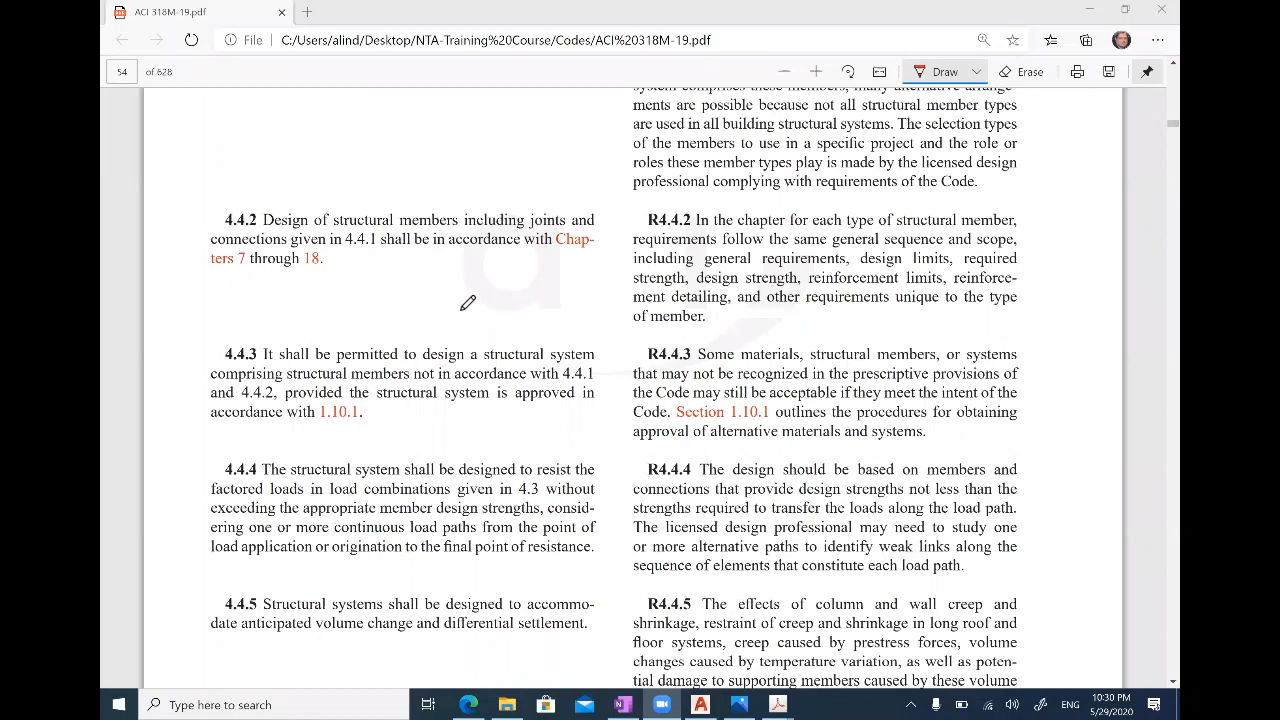 ACI 318M-19.pdf
File C:/Users/alind/Desktop/NTA-Training%20Course/Codes/ACI%20318M-19.pdf
54 of 628
Draw
Erase
4.4.2 Design of structural members including joints and
connections given in 4.4.1 shall be in accordance with Chap-
ters 7 through 18.
4.4.3 It shall be permitted to design a structural system
comprising structural members not in accordance with 4.4.1
and 4.4.2, provided the structural system is approved in
accordance with 1.10.1.
4.4.4 The structural system shall be designed to resist the
factored loads in load combinations given in 4.3 without
exceeding the appropriate member design strengths, consid-
ering one or more continuous load paths from the point of
load application or origination to the final point of resistance.
4.4.5 Structural systems shall be designed to accommo-
date anticipated volume change and differential settlement.
system comprises these members, many alternative arrange-
ments are possible because not all structural member types
are used in all building structural systems. The selection types
of the members to use in a specific project and the role or
roles these member types play is made by the licensed design
professional complying with requirements of the Code.
R4.4.2 In the chapter for each type of structural member,
requirements follow the same general sequence and scope,
including general requirements, design limits, required
strength, design strength, reinforcement limits, reinforce-
ment detailing, and other requirements unique to the type
of member.
R4.4.3 Some materials, structural members, or systems
that may not be recognized in the prescriptive provisions of
the Code may still be acceptable if they meet the intent of the
Code. Section 1.10.1 outlines the procedures for obtaining
approval of alternative materials and systems.
R4.4.4 The design should be based on members and
connections that provide design strengths not less than the
strengths required to transfer the loads along the load path.
The licensed design professional may need to study one
or more alternative paths to identify weak links along the
sequence of elements that constitute each load path.
R4.4.5 The effects of column and wall creep and
shrinkage, restraint of creep and shrinkage in long roof and
floor systems, creep caused by prestress forces, volume
changes caused by temperature variation, as well as poten-
tial damage to supporting members caused by these volume
Type here to search
ENG
10:30 PM
5/29/2020